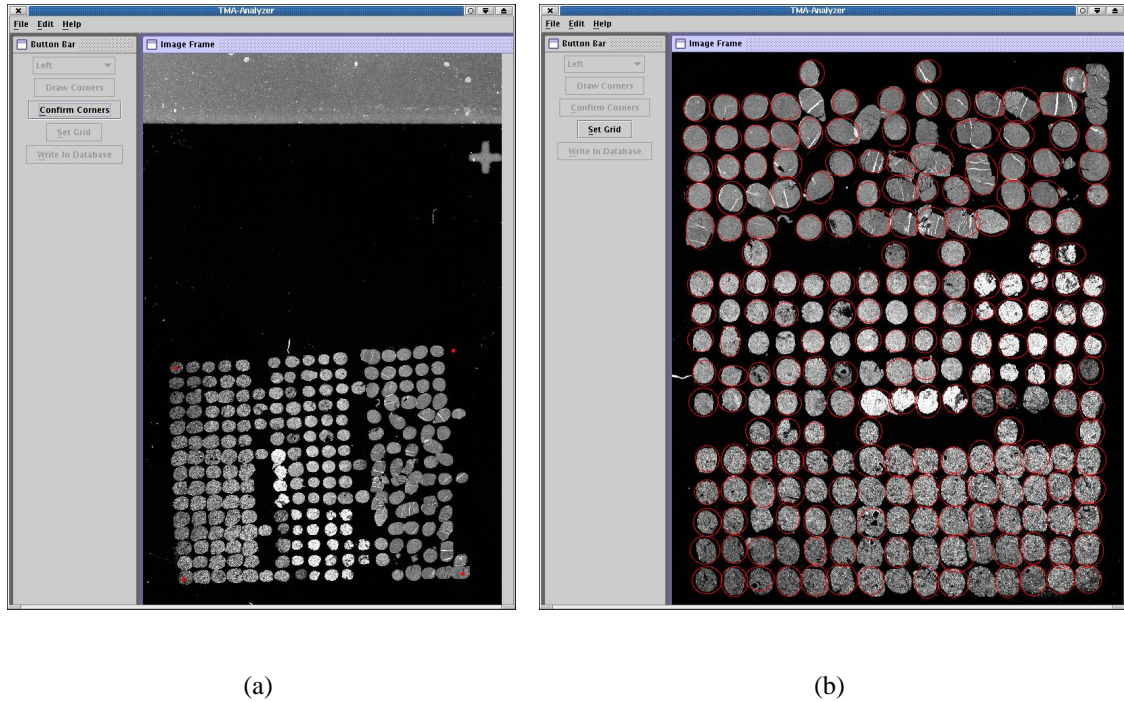 TMA-Analyzer
File Edit Help
Button Bar
Image Frame
Left
Draw Corners
Confirm Corners
Set Grid
Write In Database
TMA-Analyzer
File Edit Help
Button Bar
Image Frame
Left
Draw Corners
Confirm Corners
Set Grid
Write In Database
(a)
(b)